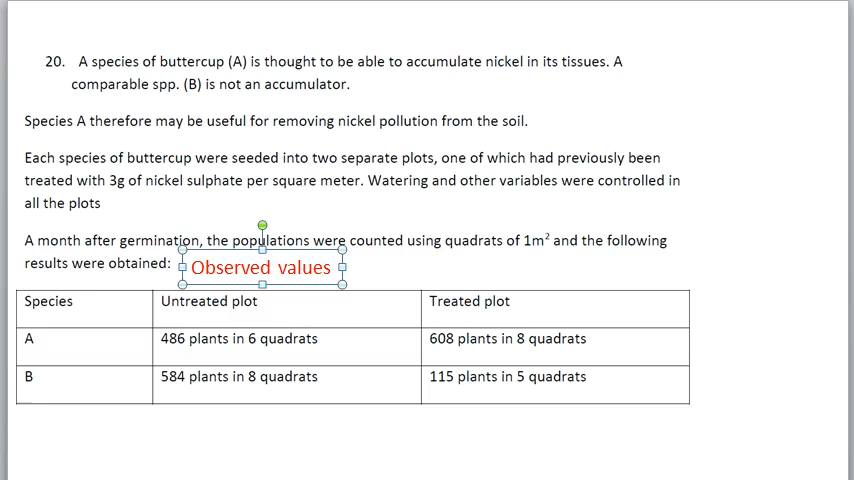 20. A species of buttercup (A) is thought to be able to accumulate nickel in its tissues. A
comparable spp. (B) is not an accumulator.
Species A therefore may be useful for removing nickel pollution from the soil.
Each species of buttercup were seeded into two separate plots, one of which had previously been
treated with 3g of nickel sulphate per square meter. Watering and other variables were controlled in
all the plots
A month after germination, the populations were counted using quadrats of 1m² and the following
results were obtained:
Observed values
Species Untreated plot Treated plot
A 486 plants in 6 quadrats 608 plants in 8 quadrats
B 584 plants in 8 quadrats 115 plants in 5 quadrats